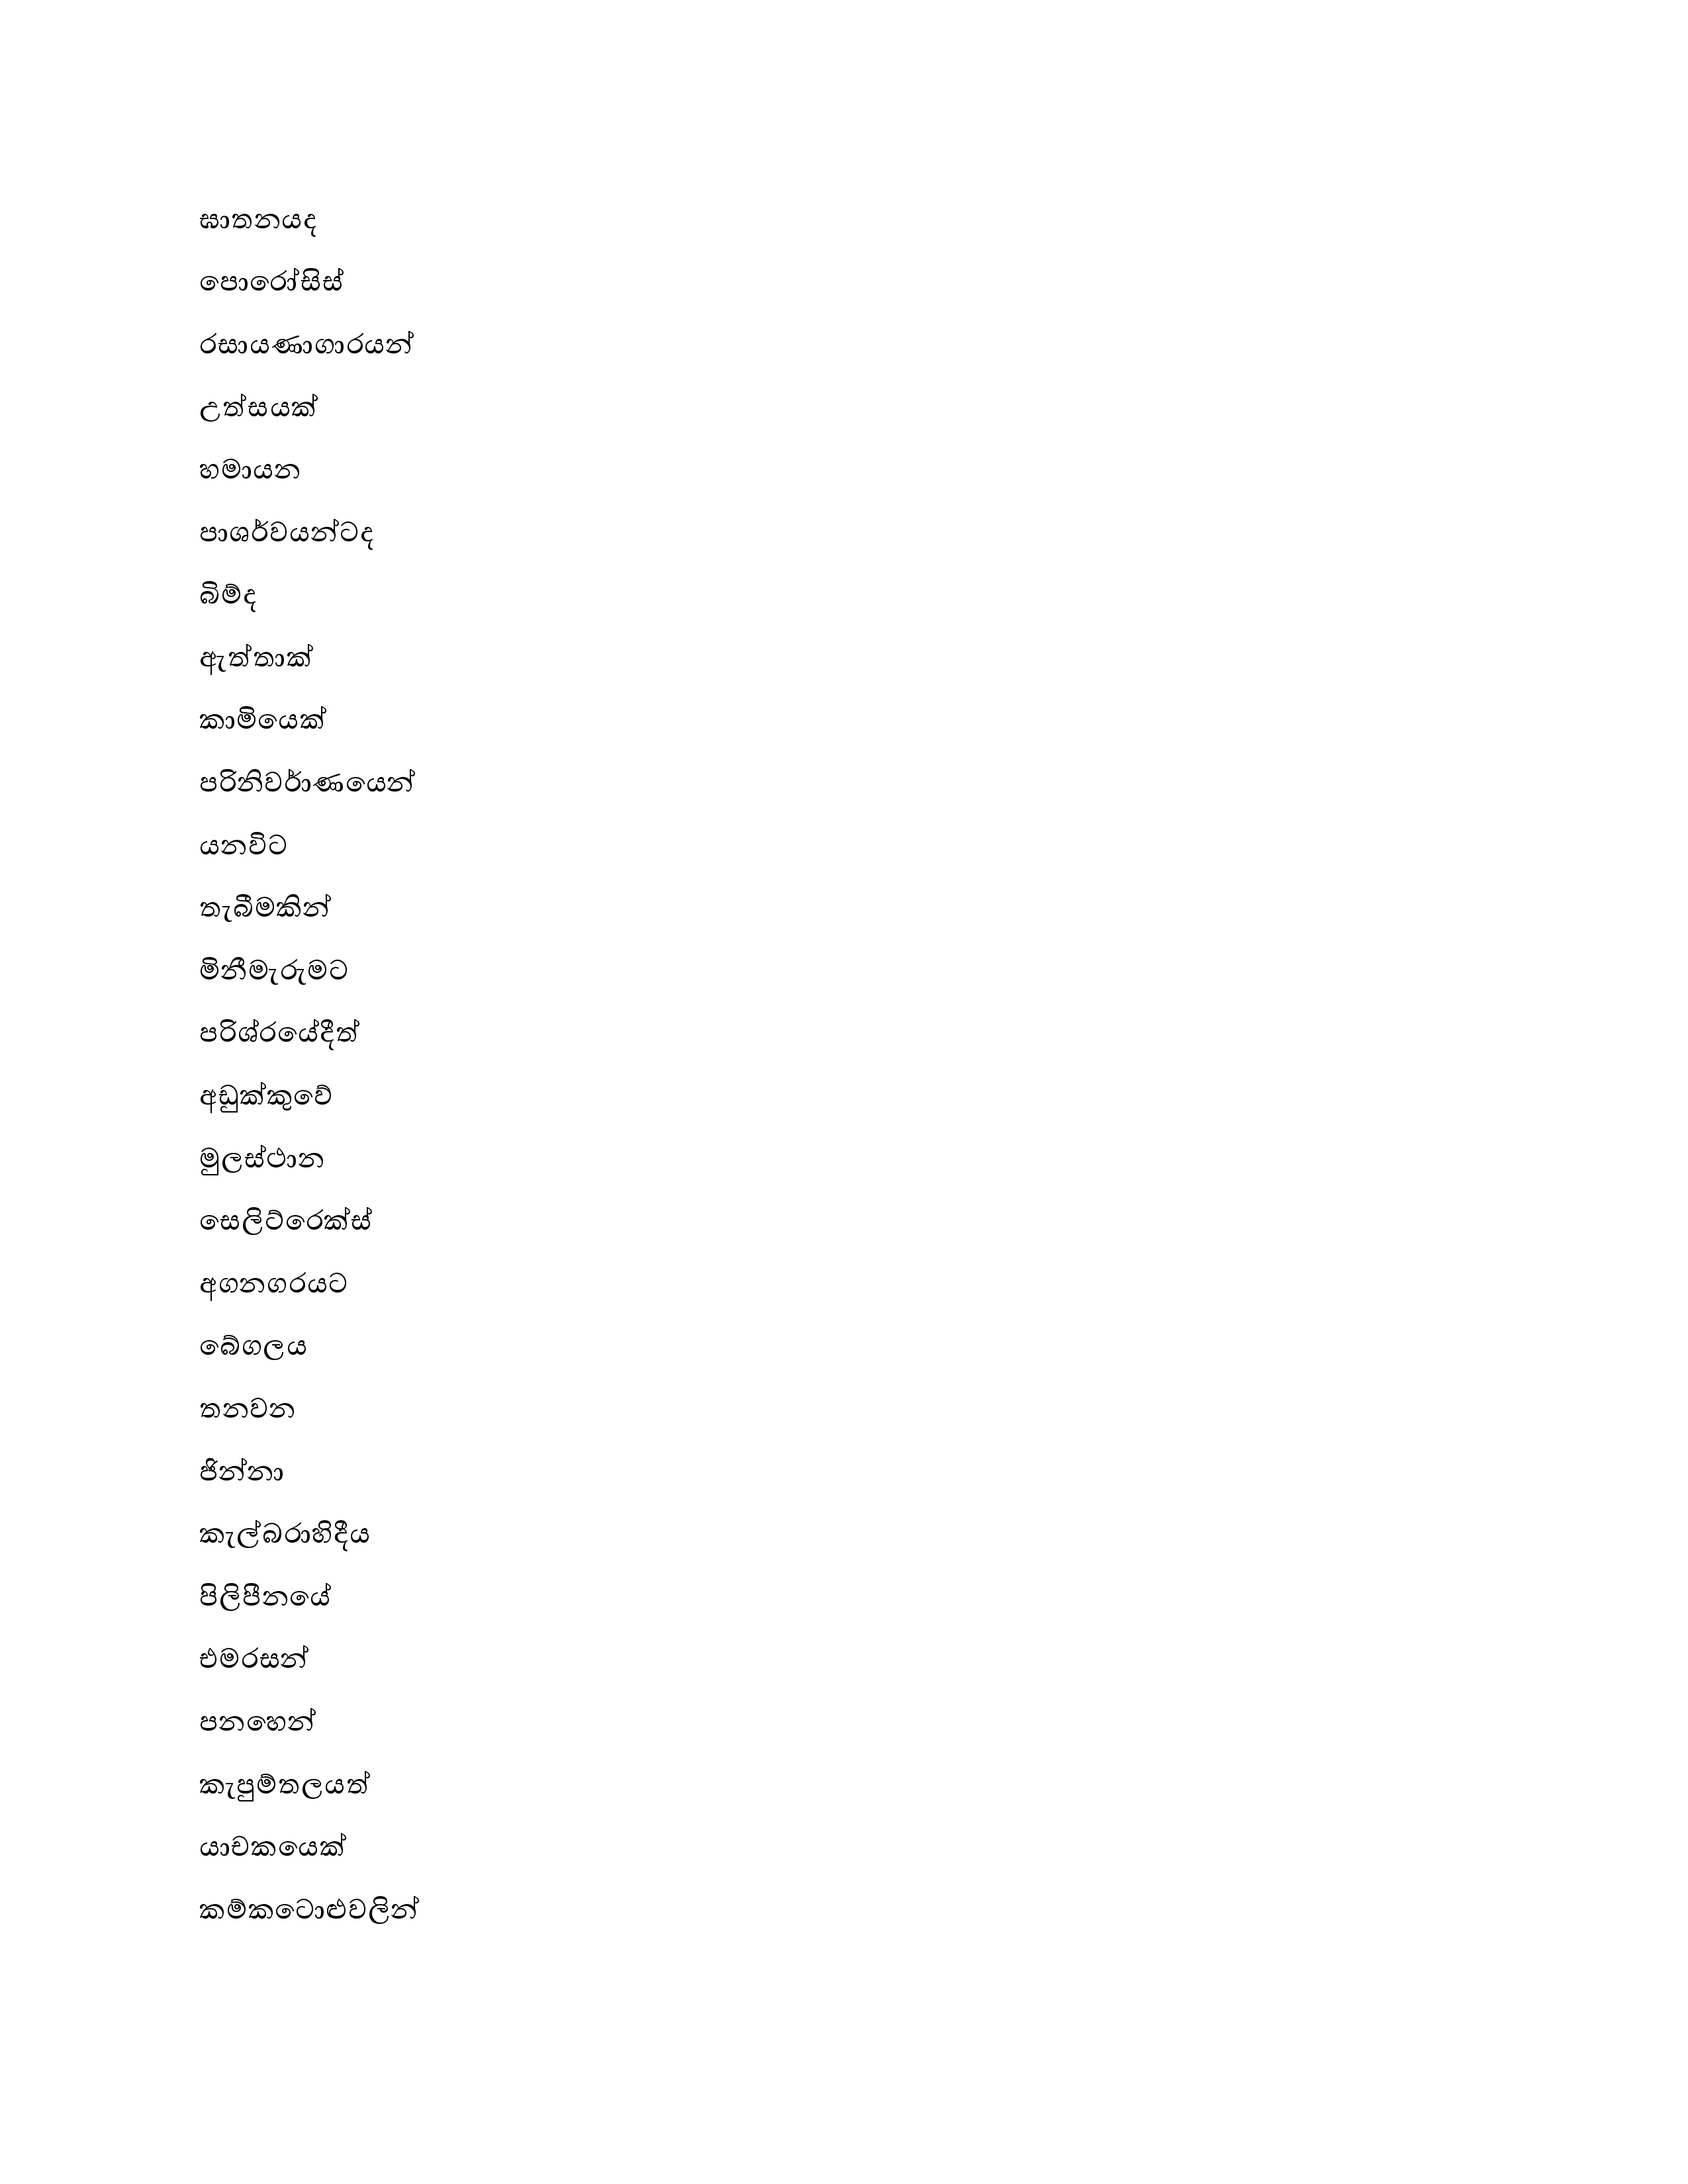 ඝාතනයද
පොරෝසිස්
රසායණාගාරයන්
උත්සයක්
හමායන
පාශර්වයන්ටද
බිම්ද
ඇත්තාක්
කාමියෙක්
පරිනිවර්ාණයෙන්
යනවිට
තැබීමකින්
මිනීමැරුමට
පරිශ්රයේදීත්
අඩුක්කුවේ
මුලස්ථාන
සෙලිට්රෙක්ස්
අගනගරයට
බේගලය
තනවන
ජින්නා
කැල්බරාහිදීය
පිලිපීනයේ
එමරසන්
පනහෙන්
කැපුම්තලයත්
යාචකයෙක්
කම්කටොළුවලින්